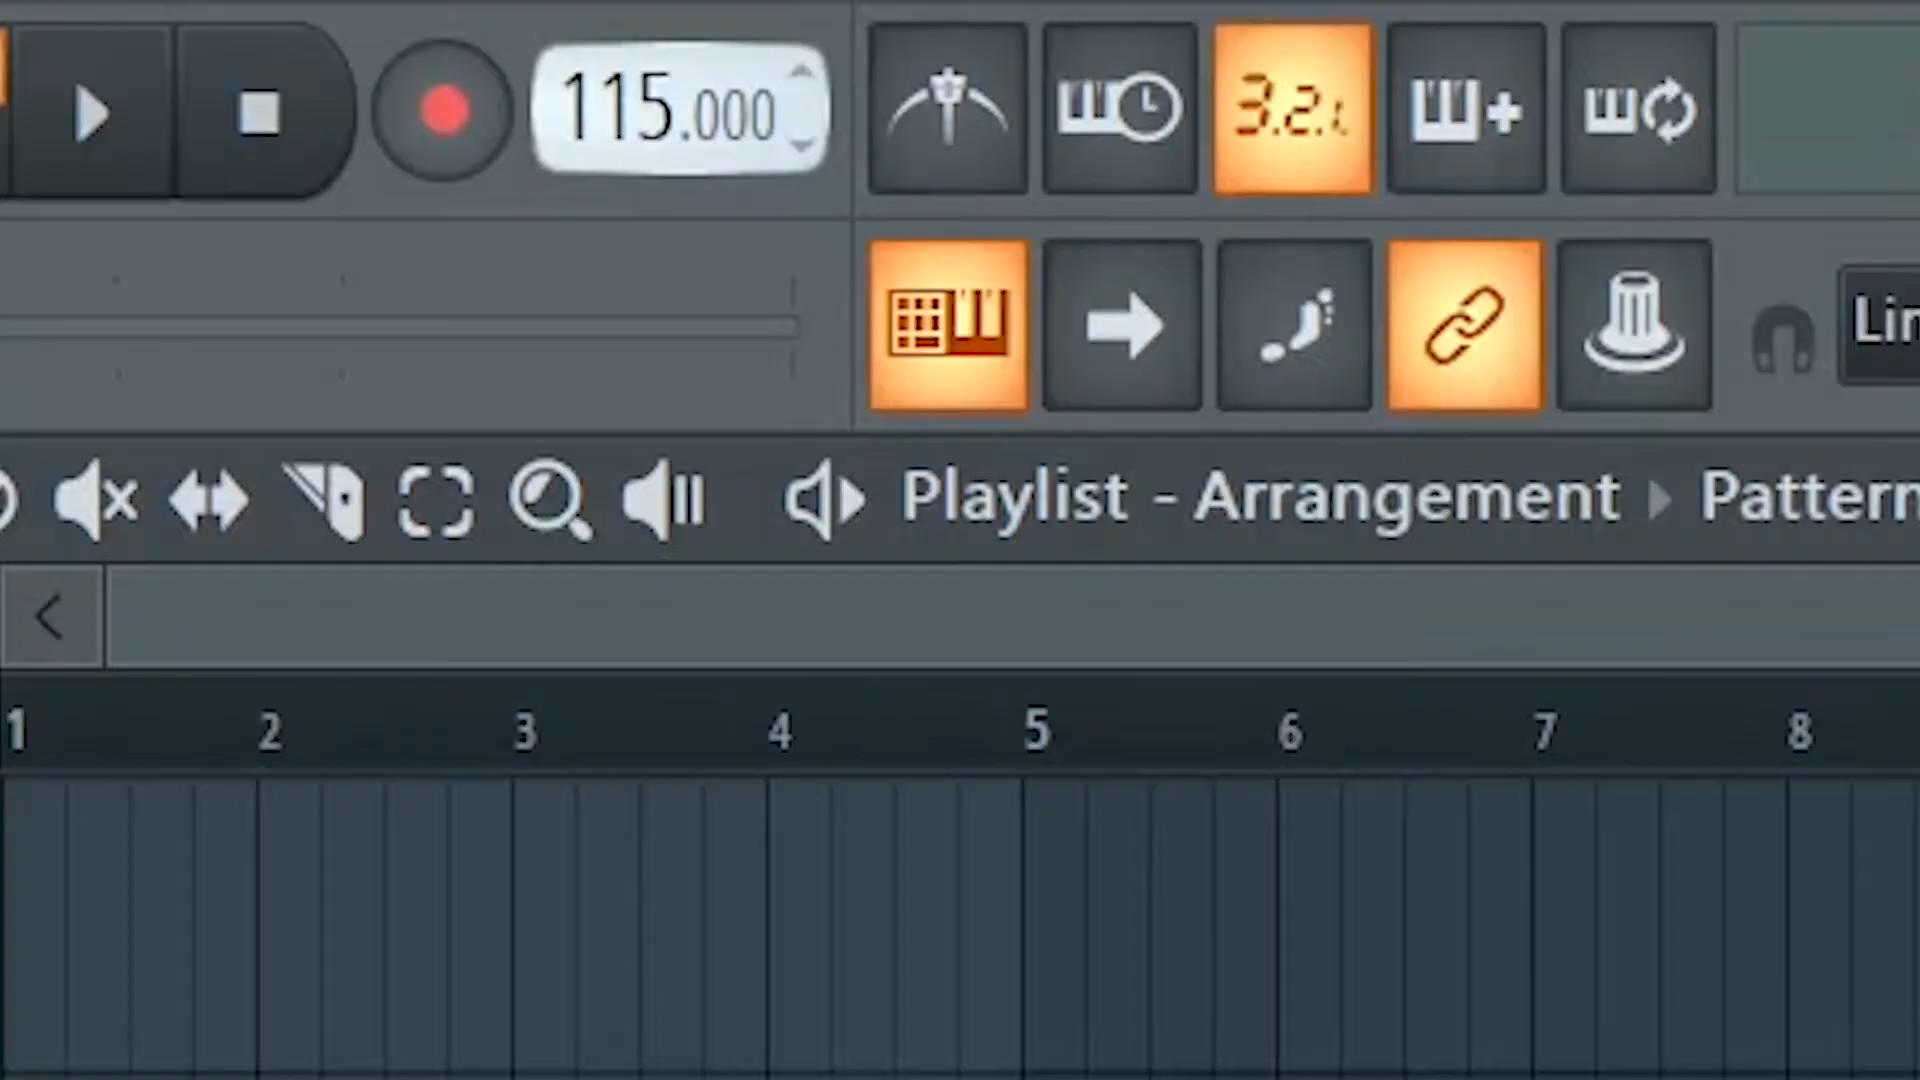 115.000
3.2.1
Lin
Playlist - Arrangement ▸ Pattern
1 2 3 4 5 6 7 8